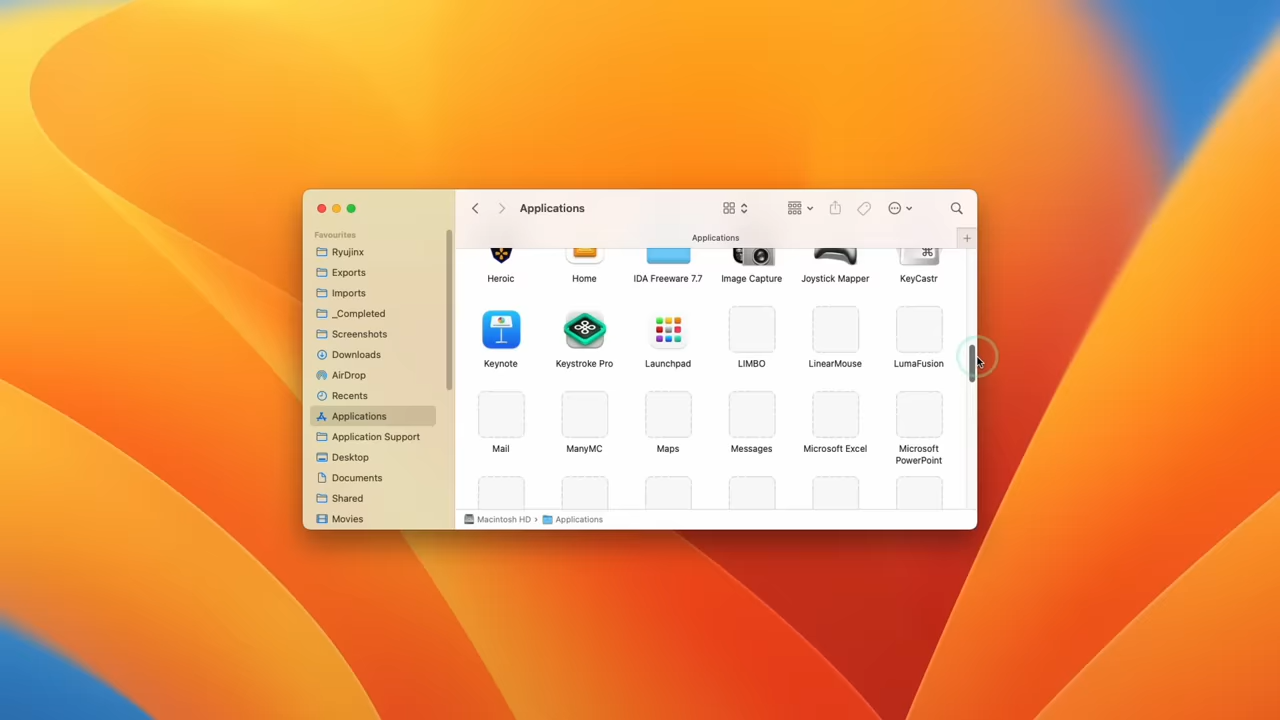 Applications
Applications
Favourites
Ryujinx
Exports
Imports
_Completed
Screenshots
Downloads
AirDrop
Recents
Applications
Application Support
Desktop
Documents
Shared
Movies
Heroic
Home
IDA Freeware 7.7
Image Capture
Joystick Mapper
KeyCastr
Keynote
Keystroke Pro
Launchpad
LIMBO
LinearMouse
LumaFusion
Mail
ManyMC
Maps
Messages
Microsoft Excel
Microsoft
PowerPoint
Macintosh HD › Applications